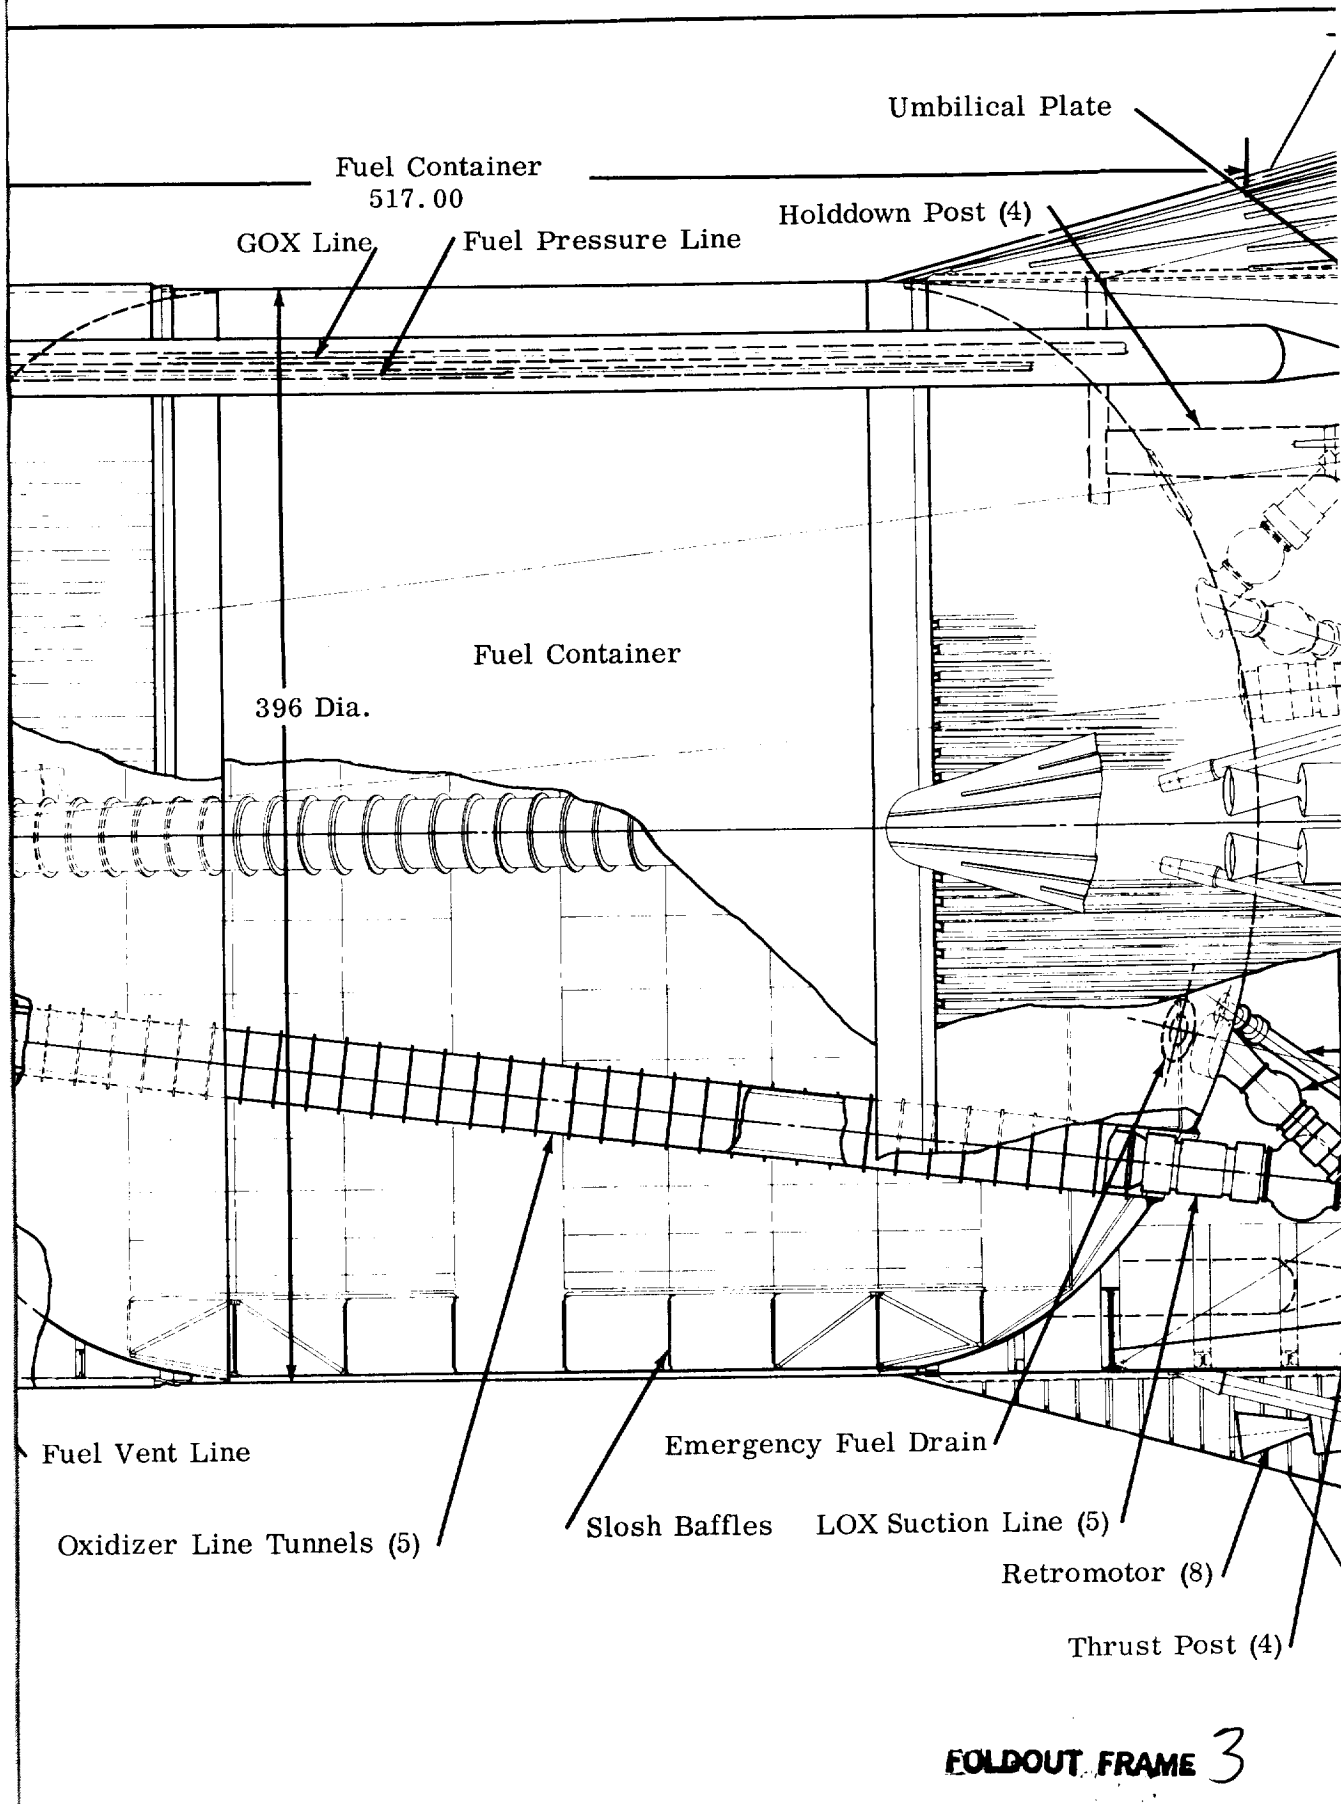 Umbilical Plate
Fuel Container
517.00
Holddown Post (4)
GOX Line
Fuel Pressure Line
Fuel Container
396 Dia.
Fuel Vent Line
Emergency Fuel Drain
Oxidizer Line Tunnels (5)
Slosh Baffles
LOX Suction Line (5)
Retromotor (8)
Thrust Post (4)
FOLDOUT FRAME 3